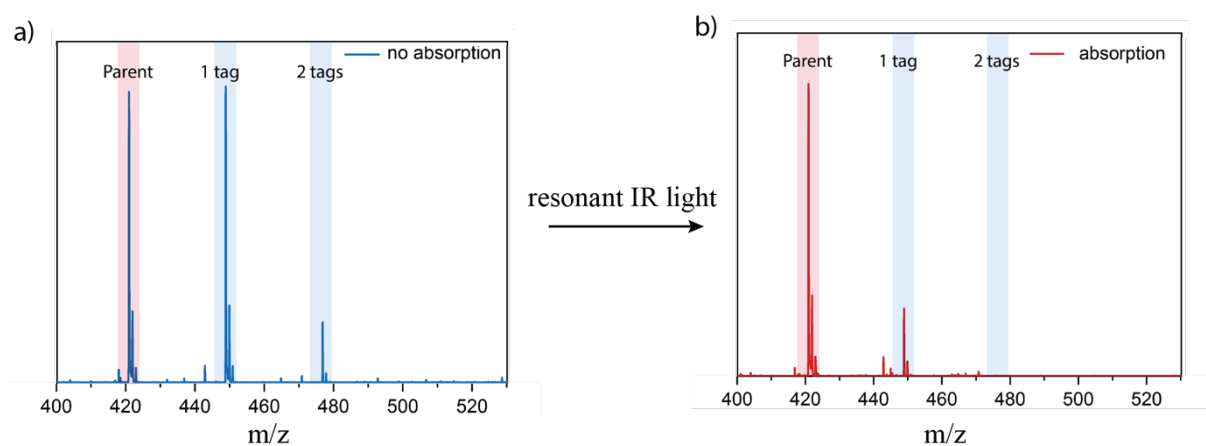 a)
no absorption
Parent
1 tag
2 tags
400
420
440
460
480
500
520
m/z
resonant IR light
b)
absorption
Parent
1 tag
2 tags
400
420
440
460
480
500
520
m/z